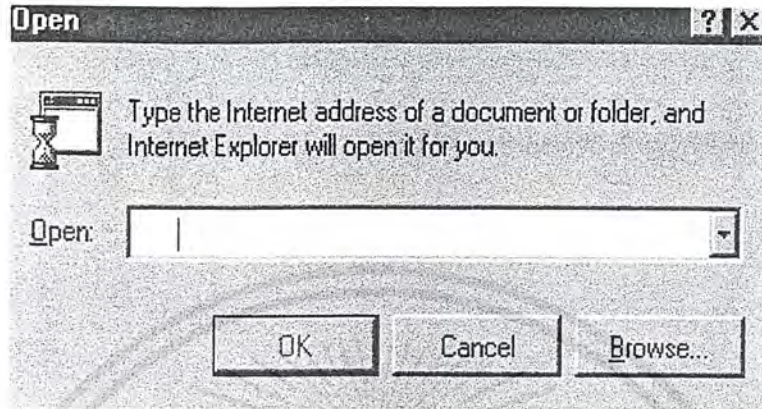 Open
Type the Internet address of a document or folder, and
Internet Explorer will open it for you.
Open:
OK Cancel Browse...